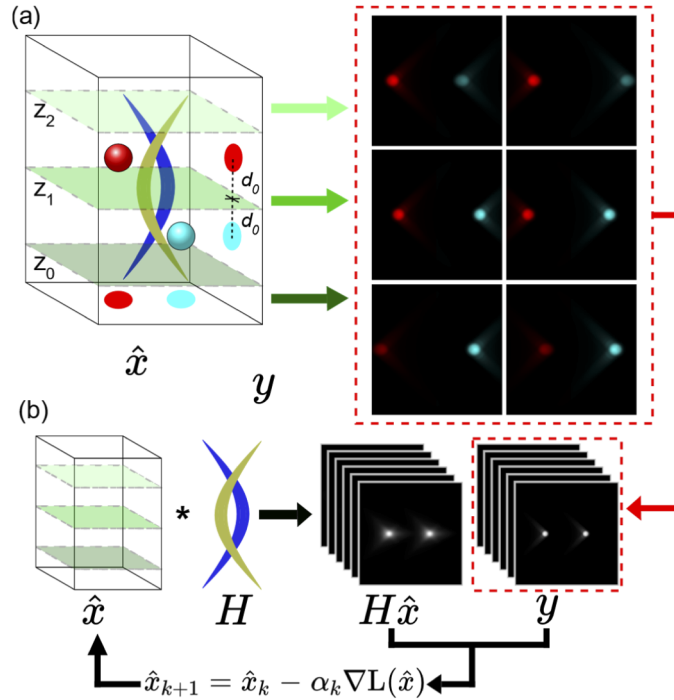 (a)
z₂
z₁
d₀
d₀
z₀
x̂
y
(b)
*
x̂
H
Hx̂
y
x̂ₖ₊₁ = x̂ₖ − αₖ∇L(x̂)